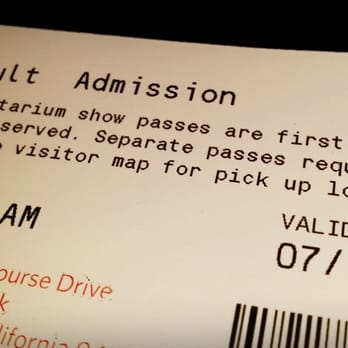 ult Admission
tarium show passes are first
served. Separate passes requ
visitor map for pick up lo
AM
VALID
07/
ourse Drive
k
lifornia 94